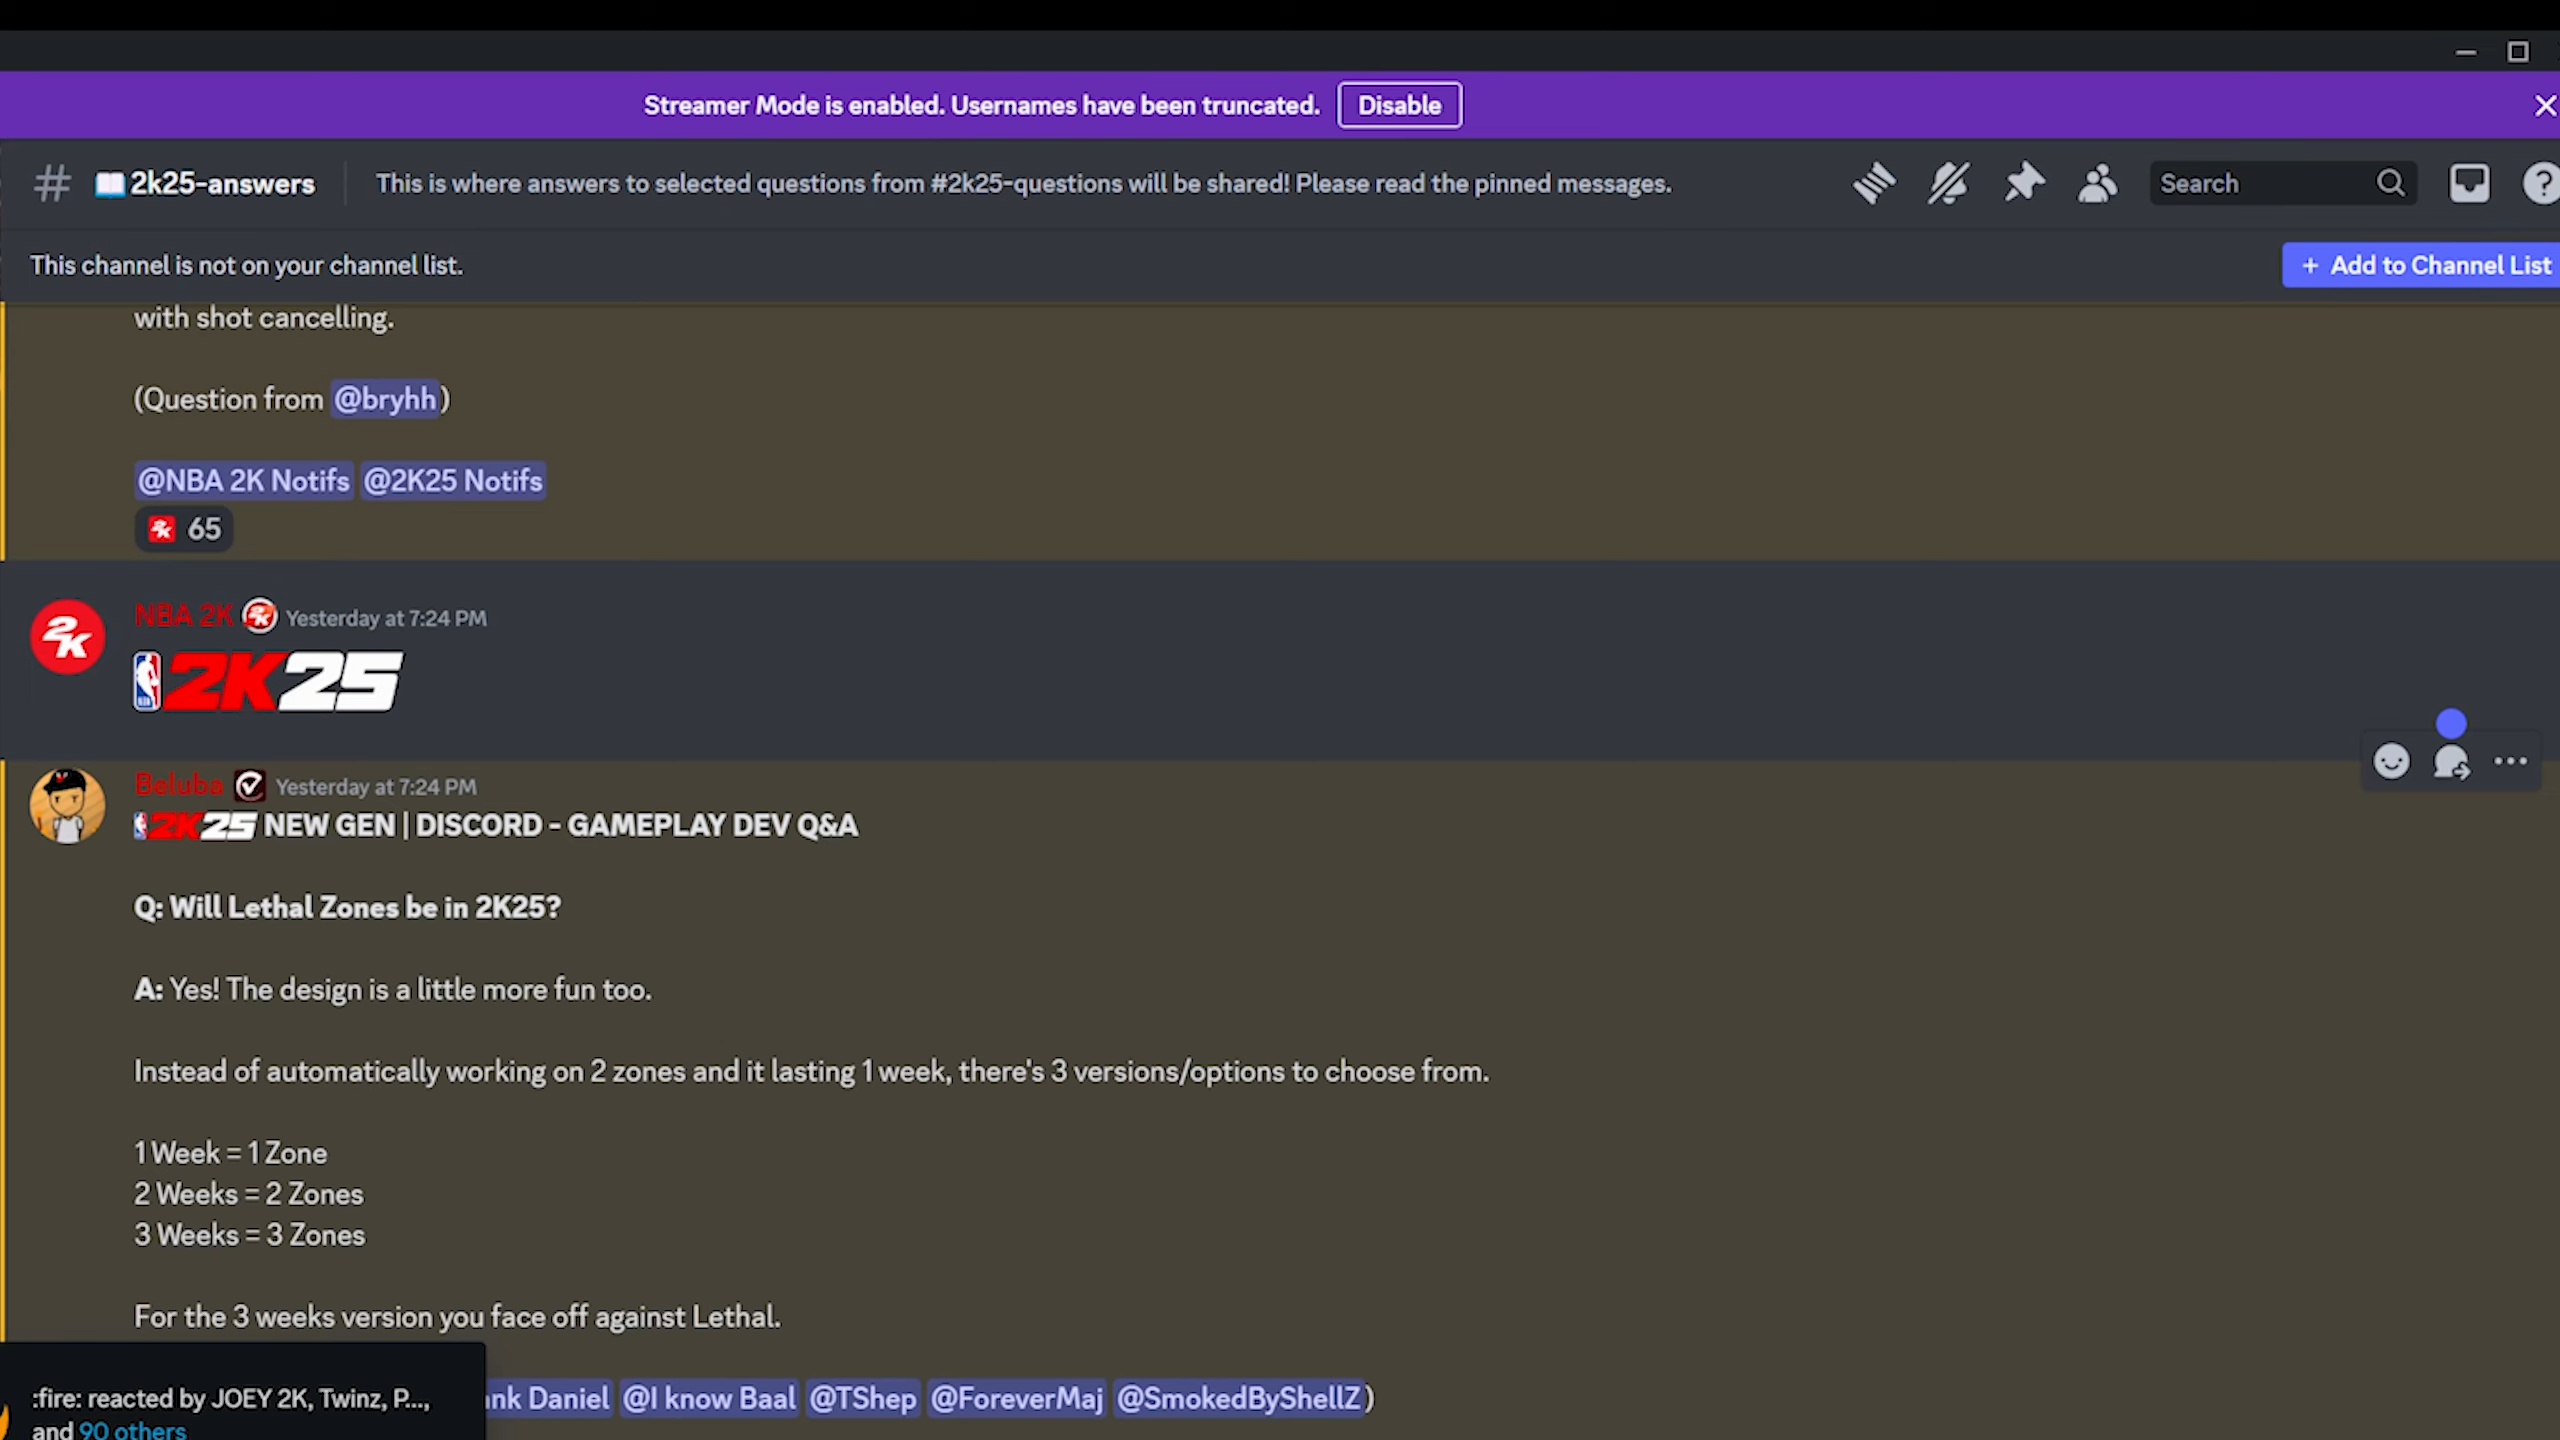 Streamer Mode is enabled. Usernames have been truncated. Disable
2k25-answers This is where answers to selected questions from #2k25-questions will be shared! Please read the pinned messages. Search
This channel is not on your channel list. + Add to Channel List
with shot cancelling.
(Question from @bryhh)
@NBA 2K Notifs @2K25 Notifs
2K 65
2K NBA 2K Yesterday at 7:24 PM
2K25
Beluba Yesterday at 7:24 PM
2K25 NEW GEN | DISCORD - GAMEPLAY DEV Q&A
Q: Will Lethal Zones be in 2K25?
A: Yes! The design is a little more fun too.
Instead of automatically working on 2 zones and it lasting 1 week, there's 3 versions/options to choose from.
1 Week = 1 Zone
2 Weeks = 2 Zones
3 Weeks = 3 Zones
For the 3 weeks version you face off against Lethal.
:fire: reacted by JOEY 2K, Twinz, P..., nk Daniel @I know Baal @TShep @ForeverMaj @SmokedByShellZ)
and 90 others